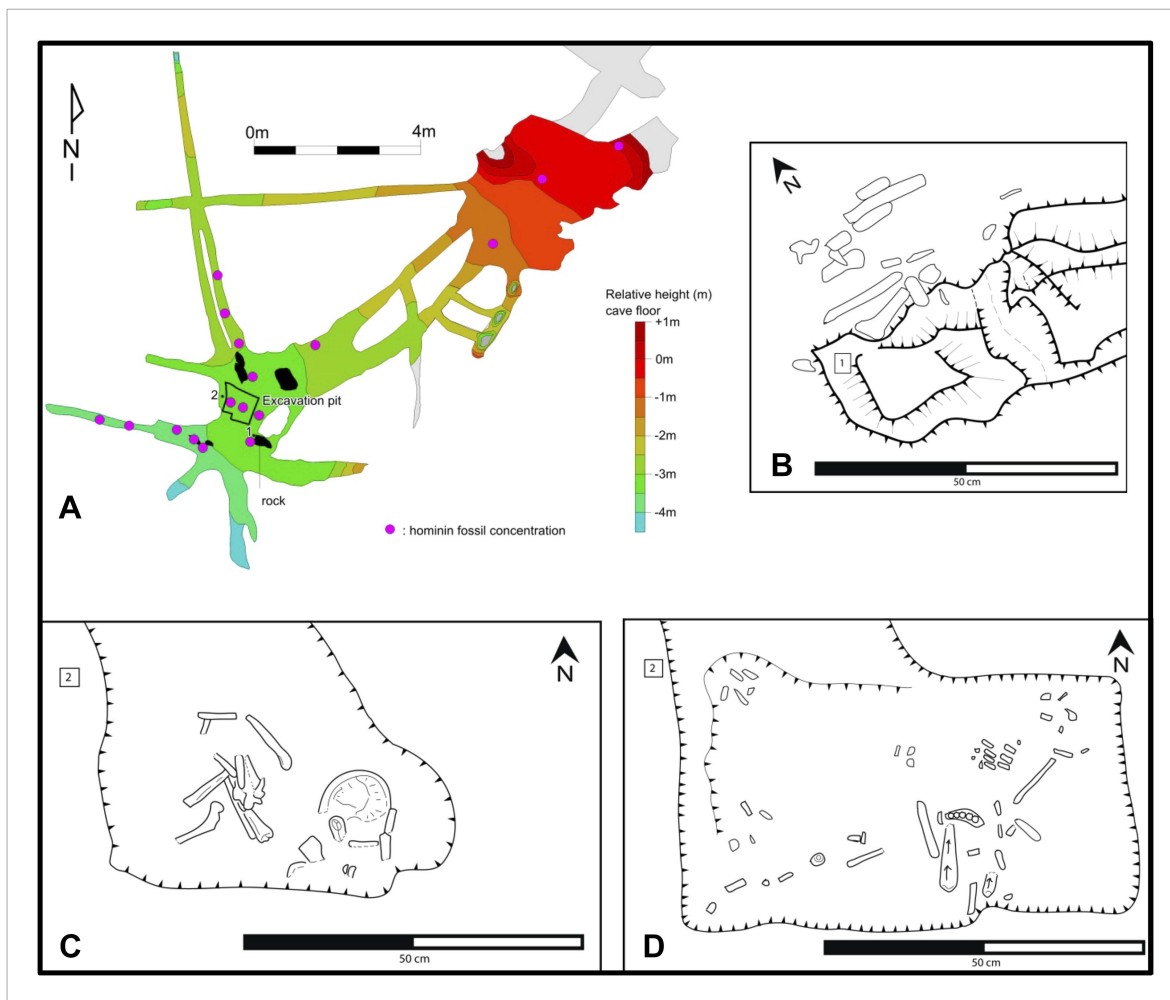 N
0m
4m
2
Excavation pit
1
rock
A
: hominin fossil concentration
Relative height (m)
cave floor
+1m
0m
-1m
-2m
-3m
-4m
N
1
B
50 cm
2
N
C
50 cm
2
N
D
50 cm